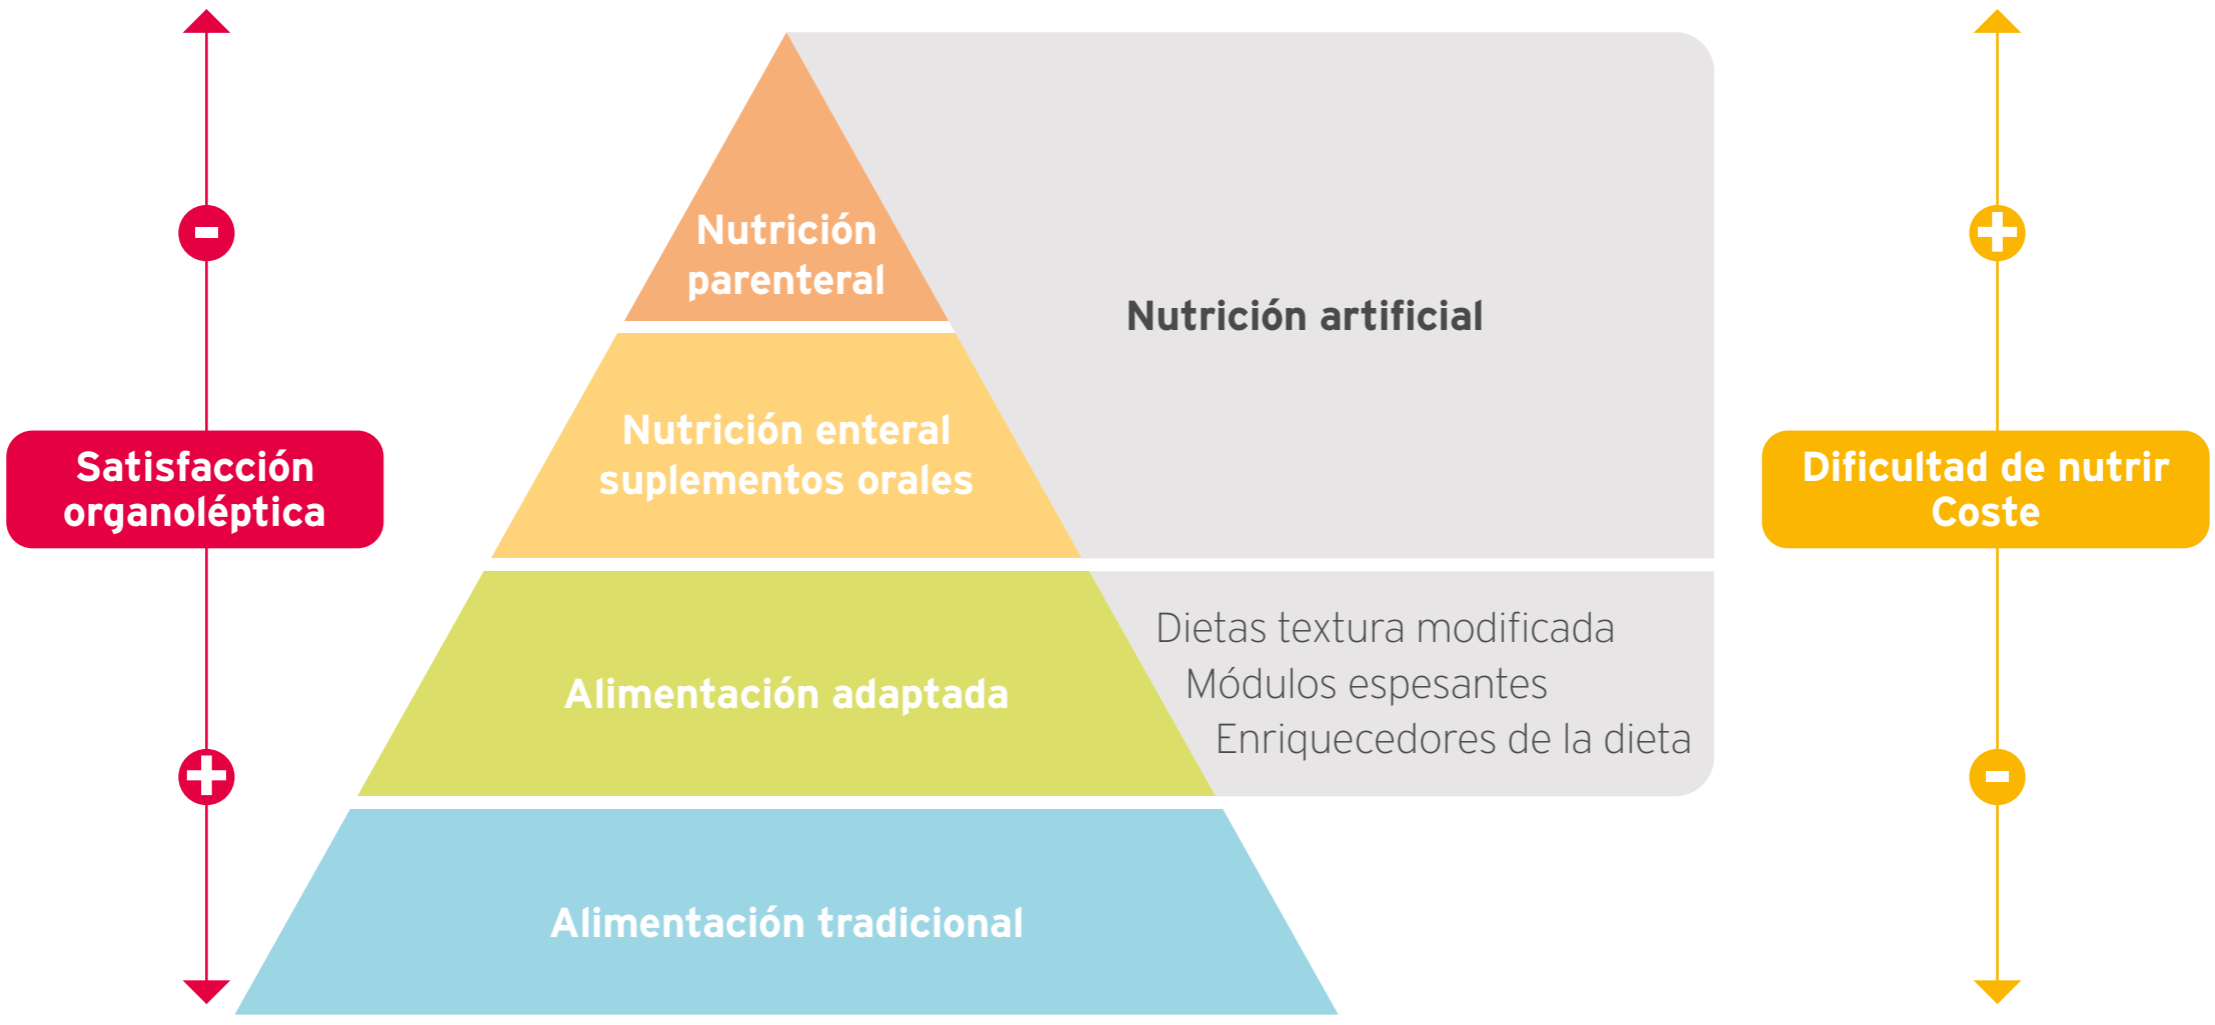 -
+
Satisfacción
organoléptica
+
-
Nutrición
parenteral
Nutrición artificial
Nutrición enteral
suplementos orales
Dificultad de nutrir
Coste
Alimentación adaptada
Dietas textura modificada
Módulos espesantes
Enriquecedores de la dieta
Alimentación tradicional